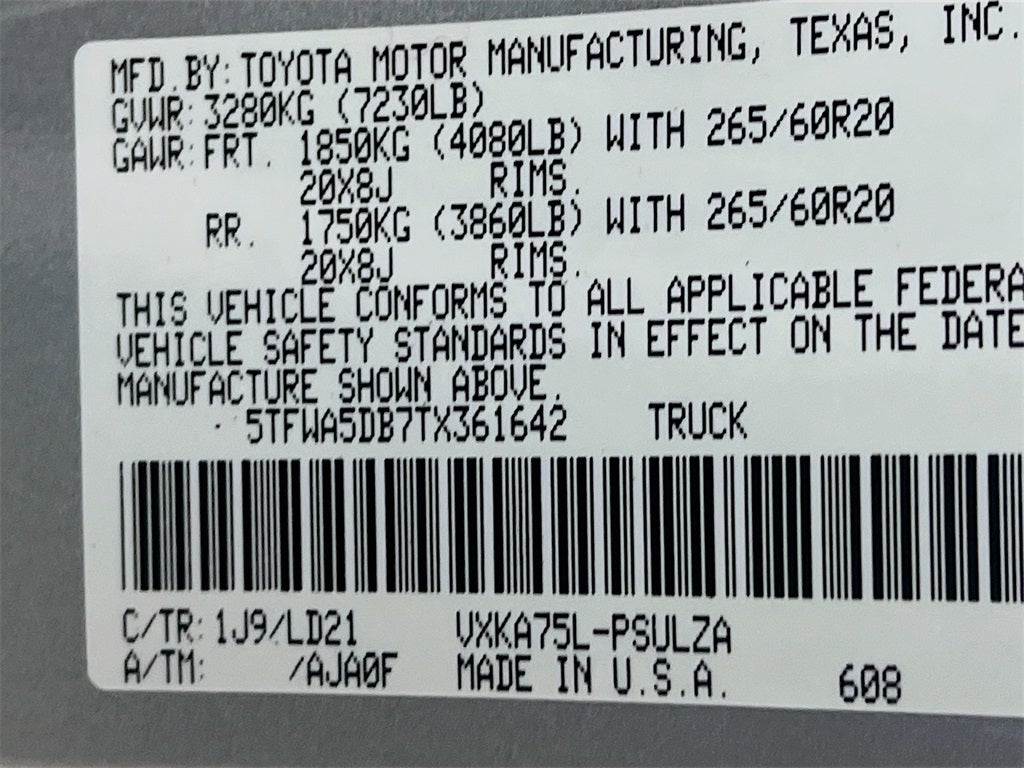 MFD.BY: TOYOTA MOTOR MANUFACTURING, TEXAS, INC.
GVWR: 3280KG (7230LB)
GAWR: FRT. 1850KG (4080LB) WITH 265/60R20
20X8J RIMS.
RR. 1750KG (3860LB) WITH 265/60R20
20X8J RIMS.
THIS VEHICLE CONFORMS TO ALL APPLICABLE FEDERA
VEHICLE SAFETY STANDARDS IN EFFECT ON THE DATE
MANUFACTURE SHOWN ABOVE.
5TFWA5DB7TX361642 TRUCK
C/TR: 1J9/LD21 VXKA75L-PSULZA
A/TM: /AJA0F MADE IN U.S.A. 608